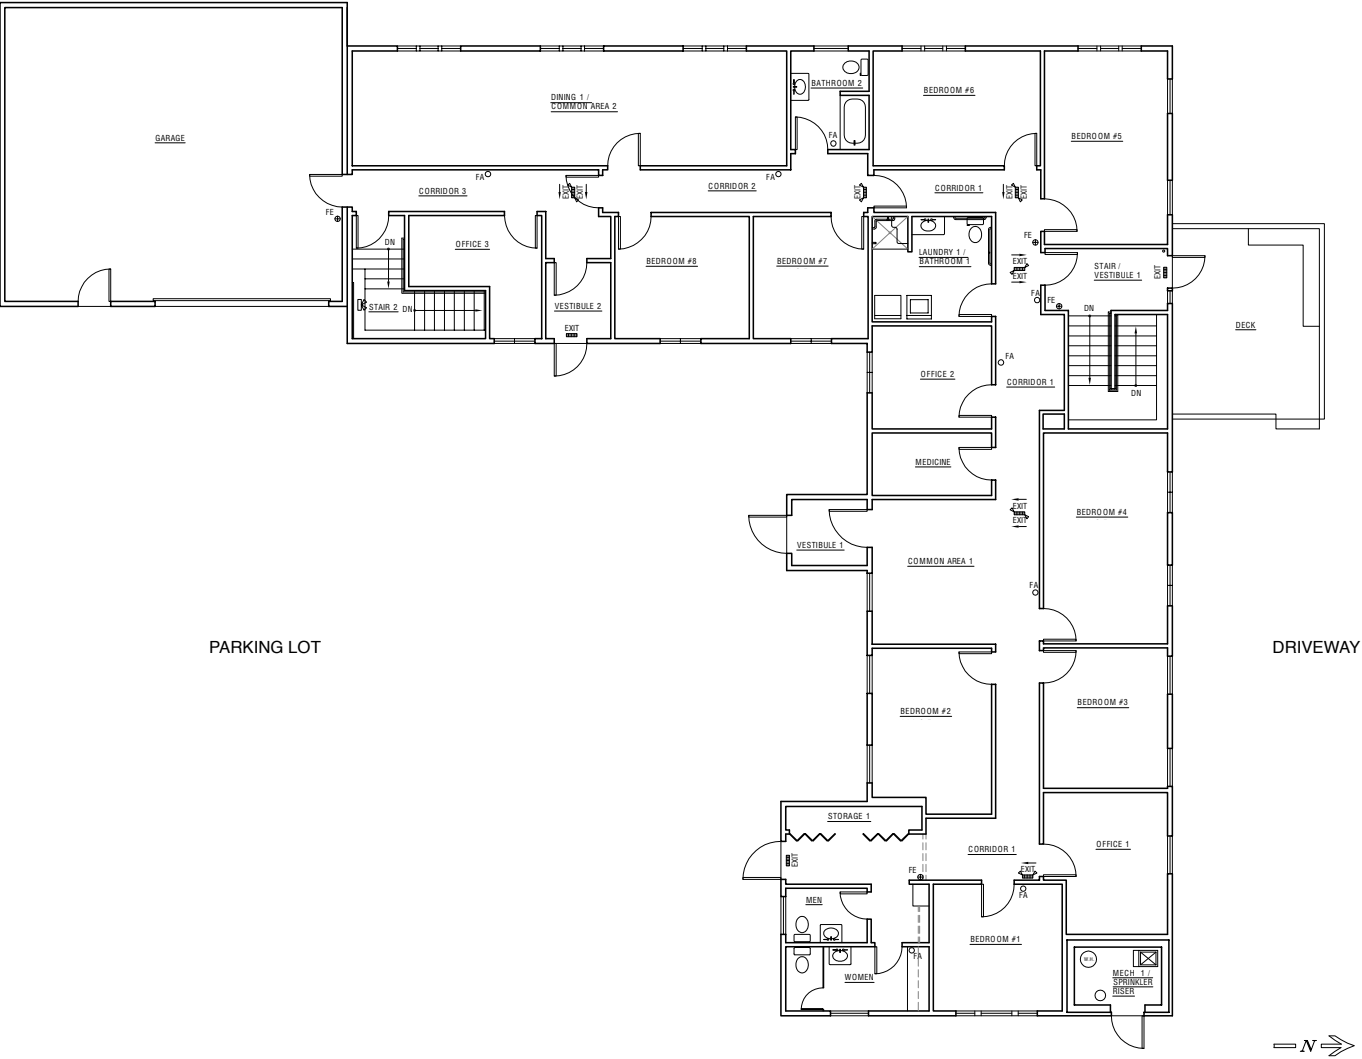 GARAGE
DINING 1 /
COMMON AREA 2
BATHROOM 2
FA
BEDROOM #6
BEDROOM #5
FA
CORRIDOR 3
EXIT
EXIT
FA
CORRIDOR 2
EXIT
CORRIDOR 1
EXIT
EXIT
FE
DN
OFFICE 3
BEDROOM #8
BEDROOM #7
LAUNDRY 1 /
BATHROOM 1
FE
EXIT
EXIT
STAIR /
VESTIBULE 1
EXIT
STAIR 2
DN
VESTIBULE 2
EXIT
FA
FE
DN
DECK
OFFICE 2
FA
CORRIDOR 1
DN
MEDICINE
VESTIBULE 1
EXIT
EXIT
BEDROOM #4
COMMON AREA 1
FA
PARKING LOT
DRIVEWAY
BEDROOM #2
BEDROOM #3
STORAGE 1
EXIT
CORRIDOR 1
OFFICE 1
FE
EXIT
FA
MEN
BEDROOM #1
FA
WOMEN
W.H.
MECH 1 /
SPRINKLER
RISER
N